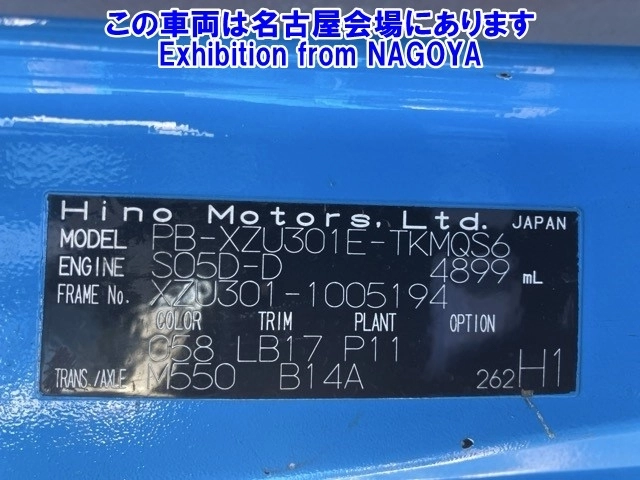 この車両は名古屋会場にあります
Exhibition from NAGOYA
Hino Motors, Ltd. JAPAN
MODEL PB-XZU301E-TKMQS6
ENGINE S05D-D 4899 mL
FRAME No. XZU301-1005194
COLOR TRIM PLANT OPTION
C58 LB17 P11
TRANS./AXLE M550 B14A 262 H1